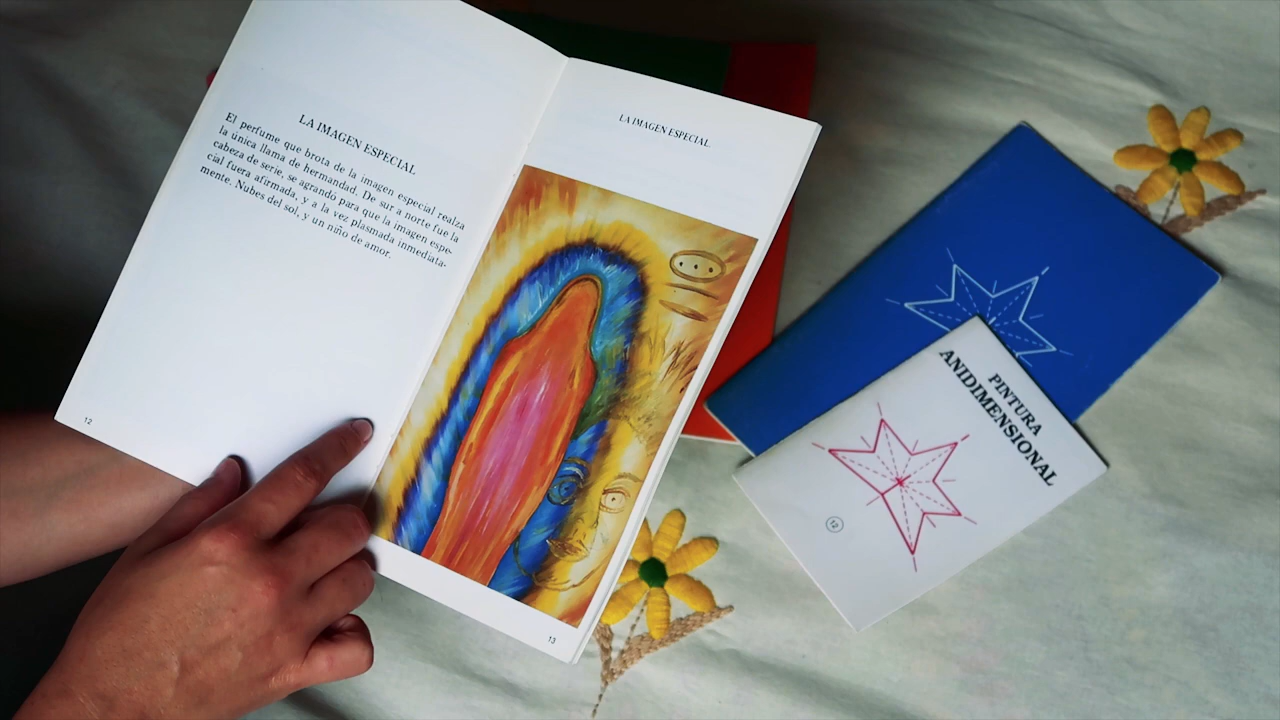 LA IMAGEN ESPECIAL
El perfume que brota de la imagen especial realza
la única llama de hermandad. De sur a norte fue la
cabeza de serie, se agrandó para que la imagen espe-
cial fuera afirmada, y a la vez plasmada inmediata-
mente. Nubes del sol, y un niño de amor.
12
LA IMAGEN ESPECIAL
13
PINTURA
ANIDIMENSIONAL
12